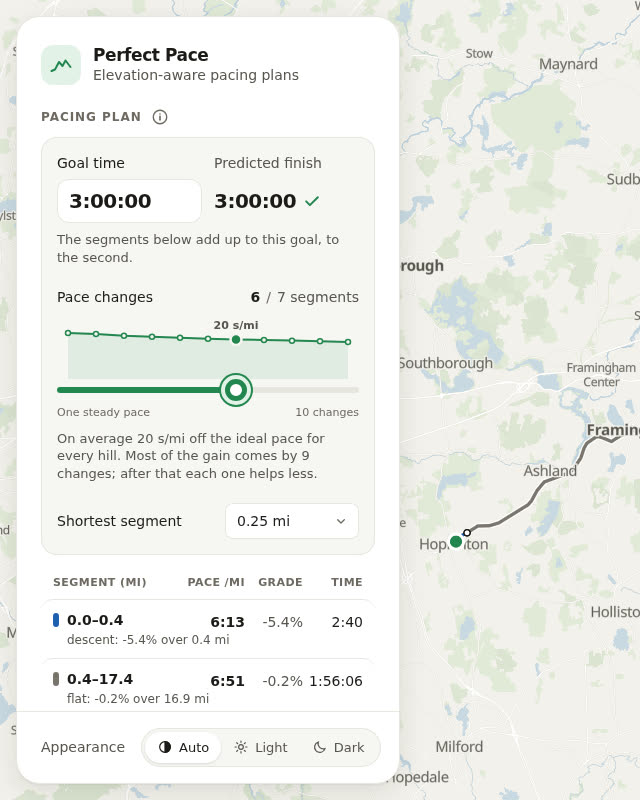 Perfect Pace
Elevation-aware pacing plans
PACING PLAN
Goal time
Predicted finish
3:00:00
3:00:00
The segments below add up to this goal, to
the second.
Pace changes
6 / 7 segments
20 s/mi
One steady pace
10 changes
On average 20 s/mi off the ideal pace for
every hill. Most of the gain comes by 9
changes; after that each one helps less.
Shortest segment
0.25 mi
SEGMENT (MI) PACE /MI GRADE TIME
0.0–0.4 6:13 -5.4% 2:40
descent: -5.4% over 0.4 mi
0.4–17.4 6:51 -0.2% 1:56:06
flat: -0.2% over 16.9 mi
Appearance
Auto
Light
Dark
Stow
Maynard
Sudb
rough
Southborough
Framingham
Center
Framing
Ashland
Hopkinton
Holliston
Milford
Hopedale